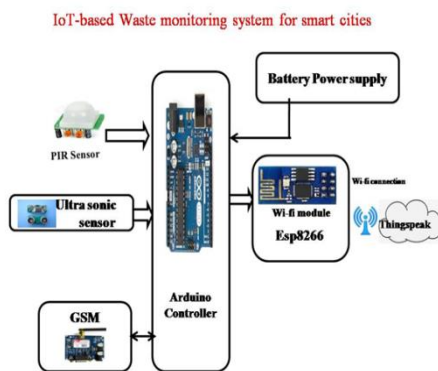 IoT-based Waste monitoring system for smart cities
Battery Power supply
PIR Sensor
Wi-fi connection
Ultra sonic
sensor
Wi-fi module
Esp8266
Thingspeak
GSM
Arduino
Controller